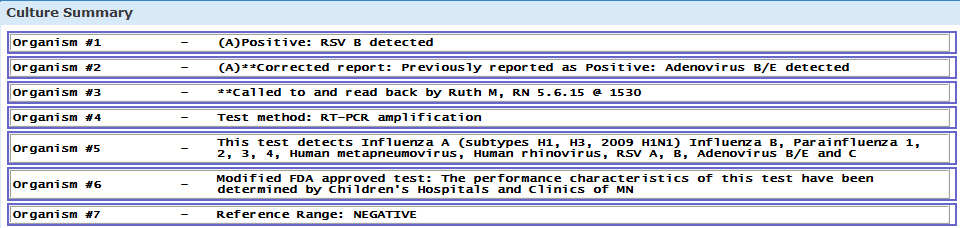 Culture Summary
Organism #1 – (A)Positive: RSV B detected
Organism #2 – (A)**Corrected report: Previously reported as Positive: Adenovirus B/E detected
Organism #3 – **Called to and read back by Ruth M, RN 5.6.15 @ 1530
Organism #4 – Test method: RT-PCR amplification
Organism #5 – This test detects Influenza A (subtypes H1, H3, 2009 H1N1) Influenza B, Parainfluenza 1,
2, 3, 4, Human metapneumovirus, Human rhinovirus, RSV A, B, Adenovirus B/E and C
Organism #6 – Modified FDA approved test: The performance characteristics of this test have been
determined by Children's Hospitals and Clinics of MN
Organism #7 – Reference Range: NEGATIVE